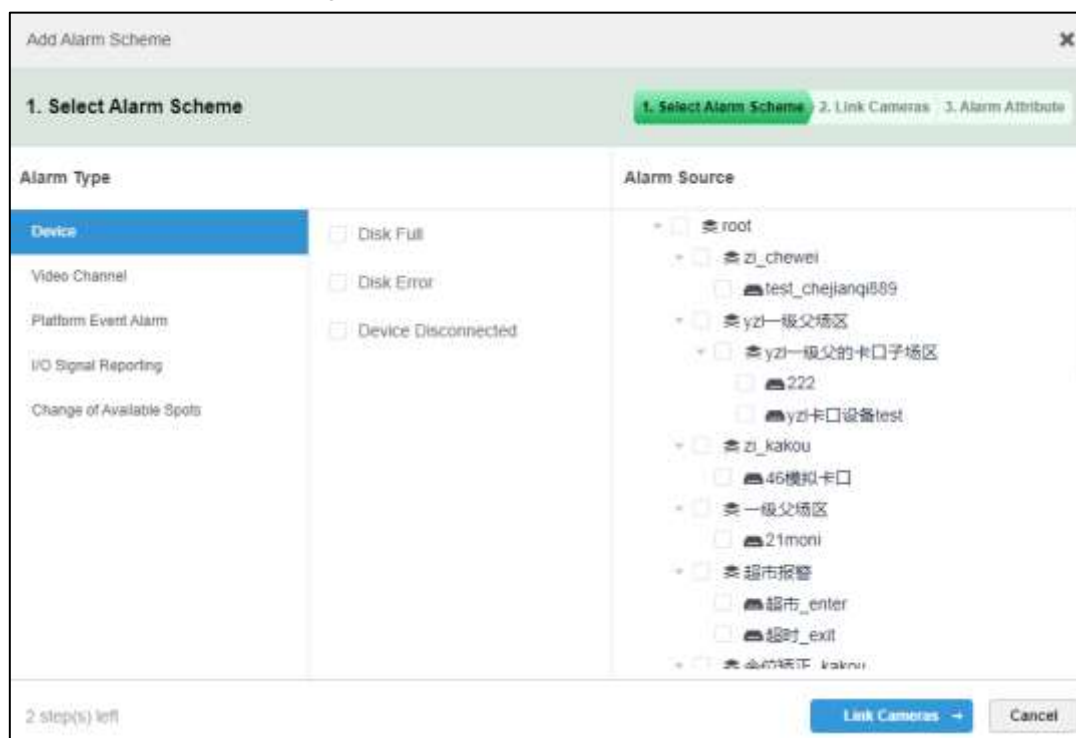 Add Alarm Scheme
1. Select Alarm Scheme
1. Select Alarm Scheme 2. Link Cameras 3. Alarm Attribute
Alarm Type
Alarm Source
Device
Video Channel
Platform Event Alarm
I/O Signal Reporting
Change of Available Spots
Disk Full
Disk Error
Device Disconnected
root
zi_chewei
test_chejianqi889
yzl一级父场区
yzl一级父的卡口子场区
222
yzl卡口设备test
zi_kakou
46模拟卡口
一级父场区
21moni
超市报警
超市_enter
超时_exit
kakou
2 step(s) left
Link Cameras
Cancel